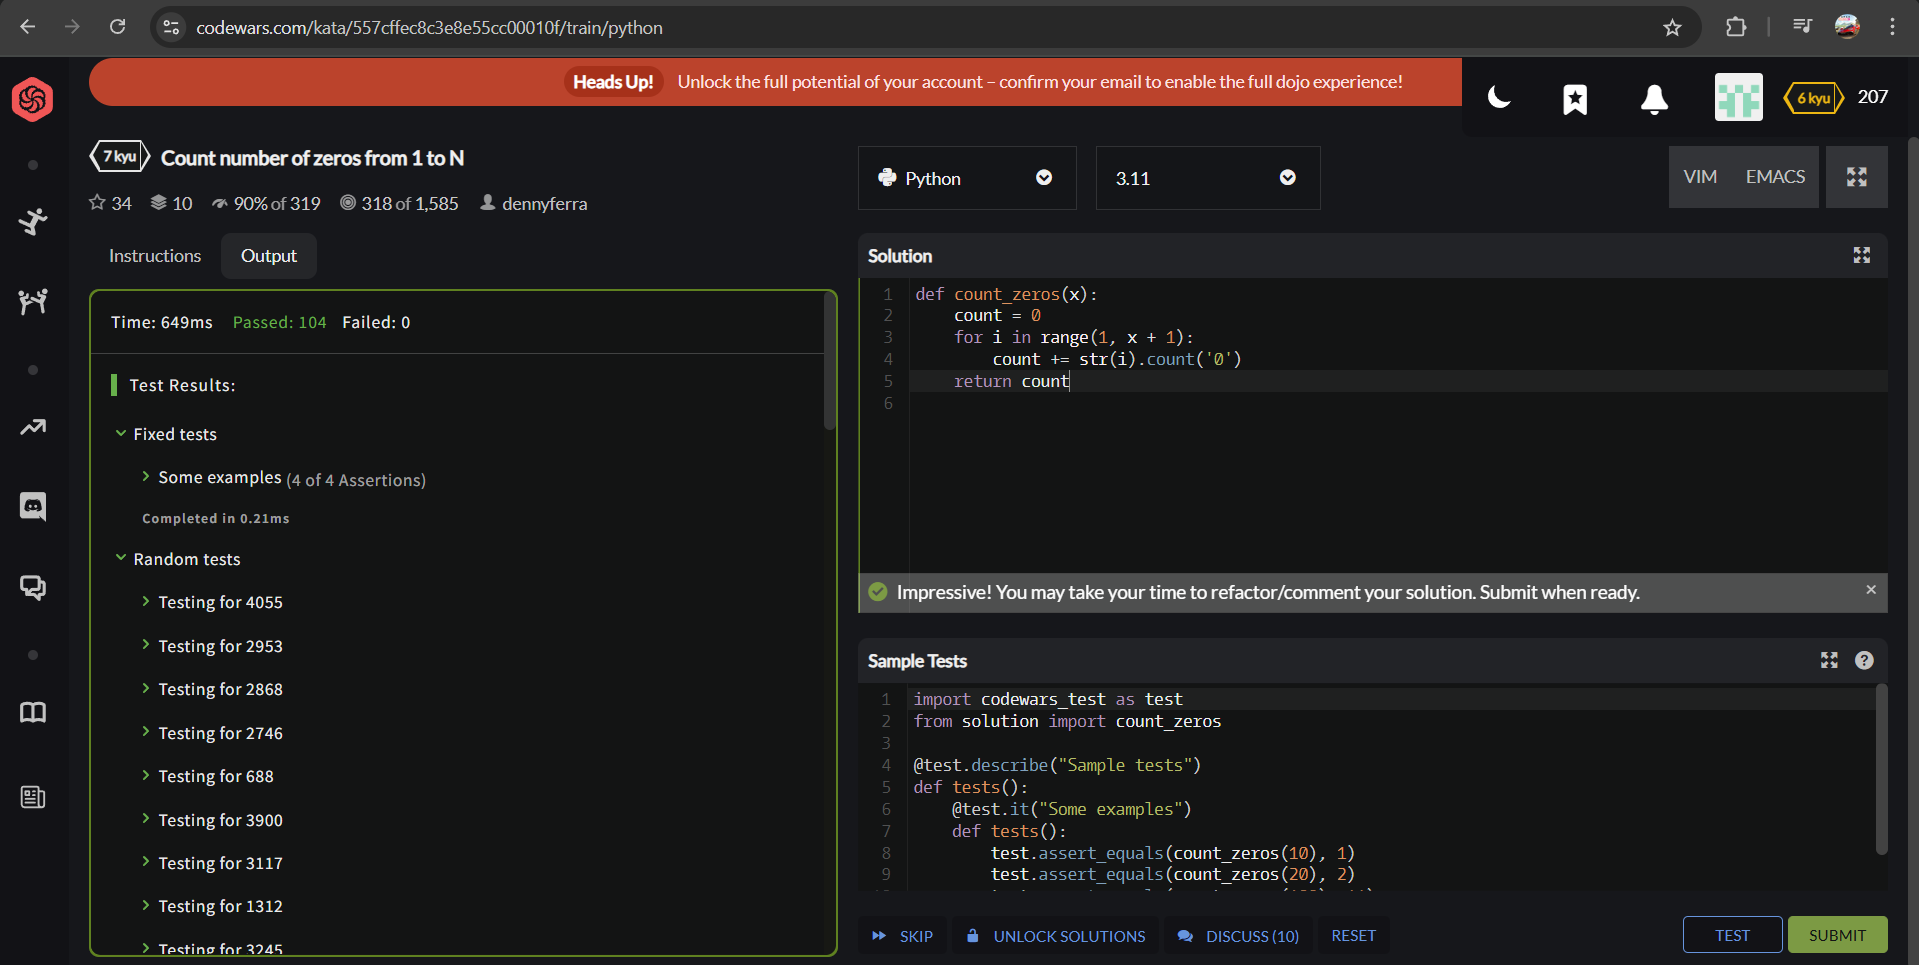 codewars.com/kata/557cffec8c3e8e55cc00010f/train/python
Heads Up! Unlock the full potential of your account – confirm your email to enable the full dojo experience!
6 kyu 207
7 kyu Count number of zeros from 1 to N
34 10 90% of 319 318 of 1,585 dennyferra
Instructions Output
Time: 649ms Passed: 104 Failed: 0
Test Results:
Fixed tests
Some examples (4 of 4 Assertions)
Completed in 0.21ms
Random tests
Testing for 4055
Testing for 2953
Testing for 2868
Testing for 2746
Testing for 688
Testing for 3900
Testing for 3117
Testing for 1312
Testing for 3245
Python 3.11 VIM EMACS
Solution
1 def count_zeros(x):
2 count = 0
3 for i in range(1, x + 1):
4 count += str(i).count('0')
5 return count
6
Impressive! You may take your time to refactor/comment your solution. Submit when ready. ×
Sample Tests ?
1 import codewars_test as test
2 from solution import count_zeros
3
4 @test.describe("Sample tests")
5 def tests():
6 @test.it("Some examples")
7 def tests():
8 test.assert_equals(count_zeros(10), 1)
9 test.assert_equals(count_zeros(20), 2)
SKIP UNLOCK SOLUTIONS DISCUSS (10) RESET TEST SUBMIT